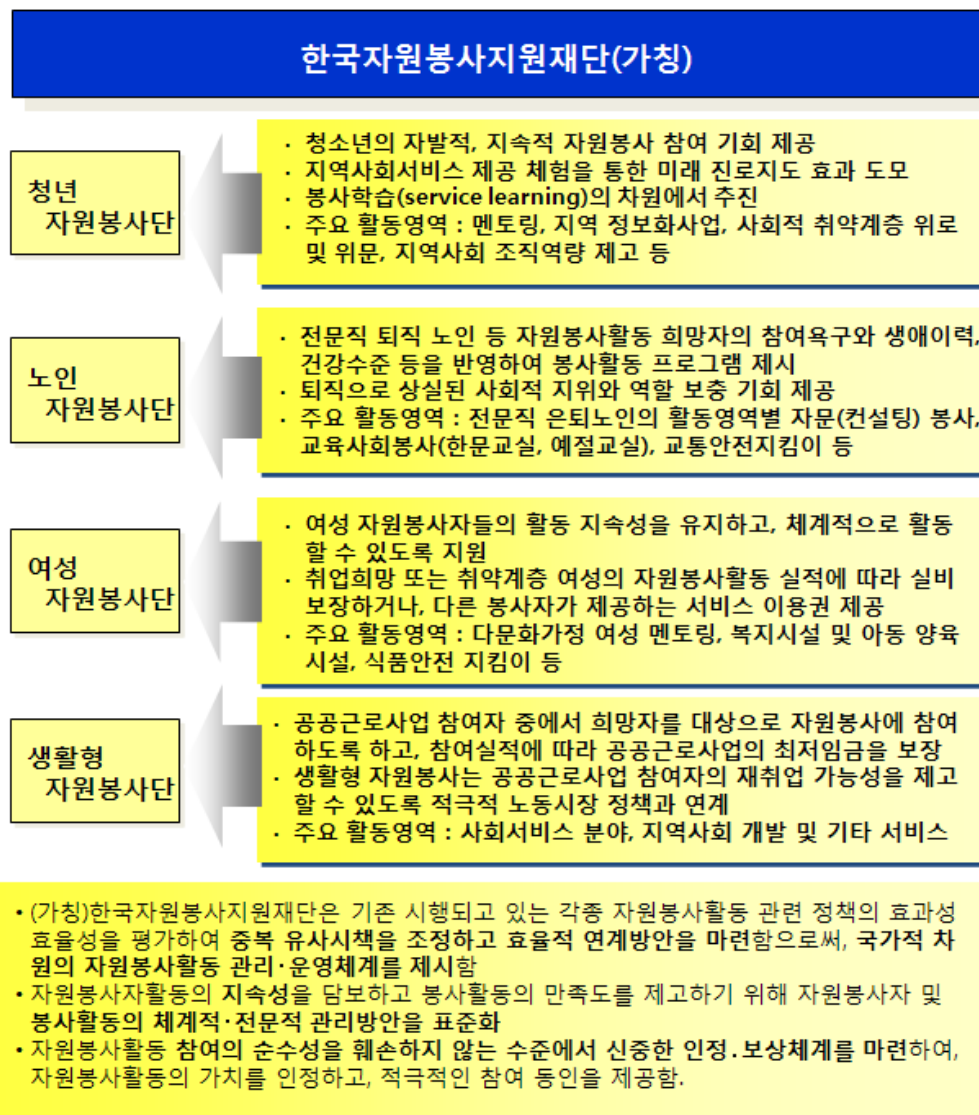 한국자원봉사지원재단(가칭)
청년
자원봉사단
· 청소년의 자발적, 지속적 자원봉사 참여 기회 제공
· 지역사회서비스 제공 체험을 통한 미래 진로지도 효과 도모
· 봉사학습(service learning)의 차원에서 추진
· 주요 활동영역 : 멘토링, 지역 정보화사업, 사회적 취약계층 위로
및 위문, 지역사회 조직역량 제고 등
노인
자원봉사단
· 전문직 퇴직 노인 등 자원봉사활동 희망자의 참여욕구와 생애이력,
건강수준 등을 반영하여 봉사활동 프로그램 제시
· 퇴직으로 상실된 사회적 지위와 역할 보충 기회 제공
· 주요 활동영역 : 전문직 은퇴노인의 활동영역별 자문(컨설팅) 봉사,
교육사회봉사(한문교실, 예절교실), 교통안전지킴이 등
여성
자원봉사단
· 여성 자원봉사자들의 활동 지속성을 유지하고, 체계적으로 활동
할 수 있도록 지원
· 취업희망 또는 취약계층 여성의 자원봉사활동 실적에 따라 실비
보장하거나, 다른 봉사자가 제공하는 서비스 이용권 제공
· 주요 활동영역 : 다문화가정 여성 멘토링, 복지시설 및 아동 양육
시설, 식품안전 지킴이 등
생활형
자원봉사단
· 공공근로사업 참여자 중에서 희망자를 대상으로 자원봉사에 참여
하도록 하고, 참여실적에 따라 공공근로사업의 최저임금을 보장
· 생활형 자원봉사는 공공근로사업 참여자의 재취업 가능성을 제고
할 수 있도록 적극적 노동시장 정책과 연계
· 주요 활동영역 : 사회서비스 분야, 지역사회 개발 및 기타 서비스
• (가칭)한국자원봉사지원재단은 기존 시행되고 있는 각종 자원봉사활동 관련 정책의 효과성
효율성을 평가하여 중복 유사시책을 조정하고 효율적 연계방안을 마련함으로써, 국가적 차
원의 자원봉사활동 관리·운영체계를 제시함
• 자원봉사자활동의 지속성을 담보하고 봉사활동의 만족도를 제고하기 위해 자원봉사자 및
봉사활동의 체계적·전문적 관리방안을 표준화
• 자원봉사활동 참여의 순수성을 훼손하지 않는 수준에서 신중한 인정.보상체계를 마련하여,
자원봉사활동의 가치를 인정하고, 적극적인 참여 동인을 제공함.